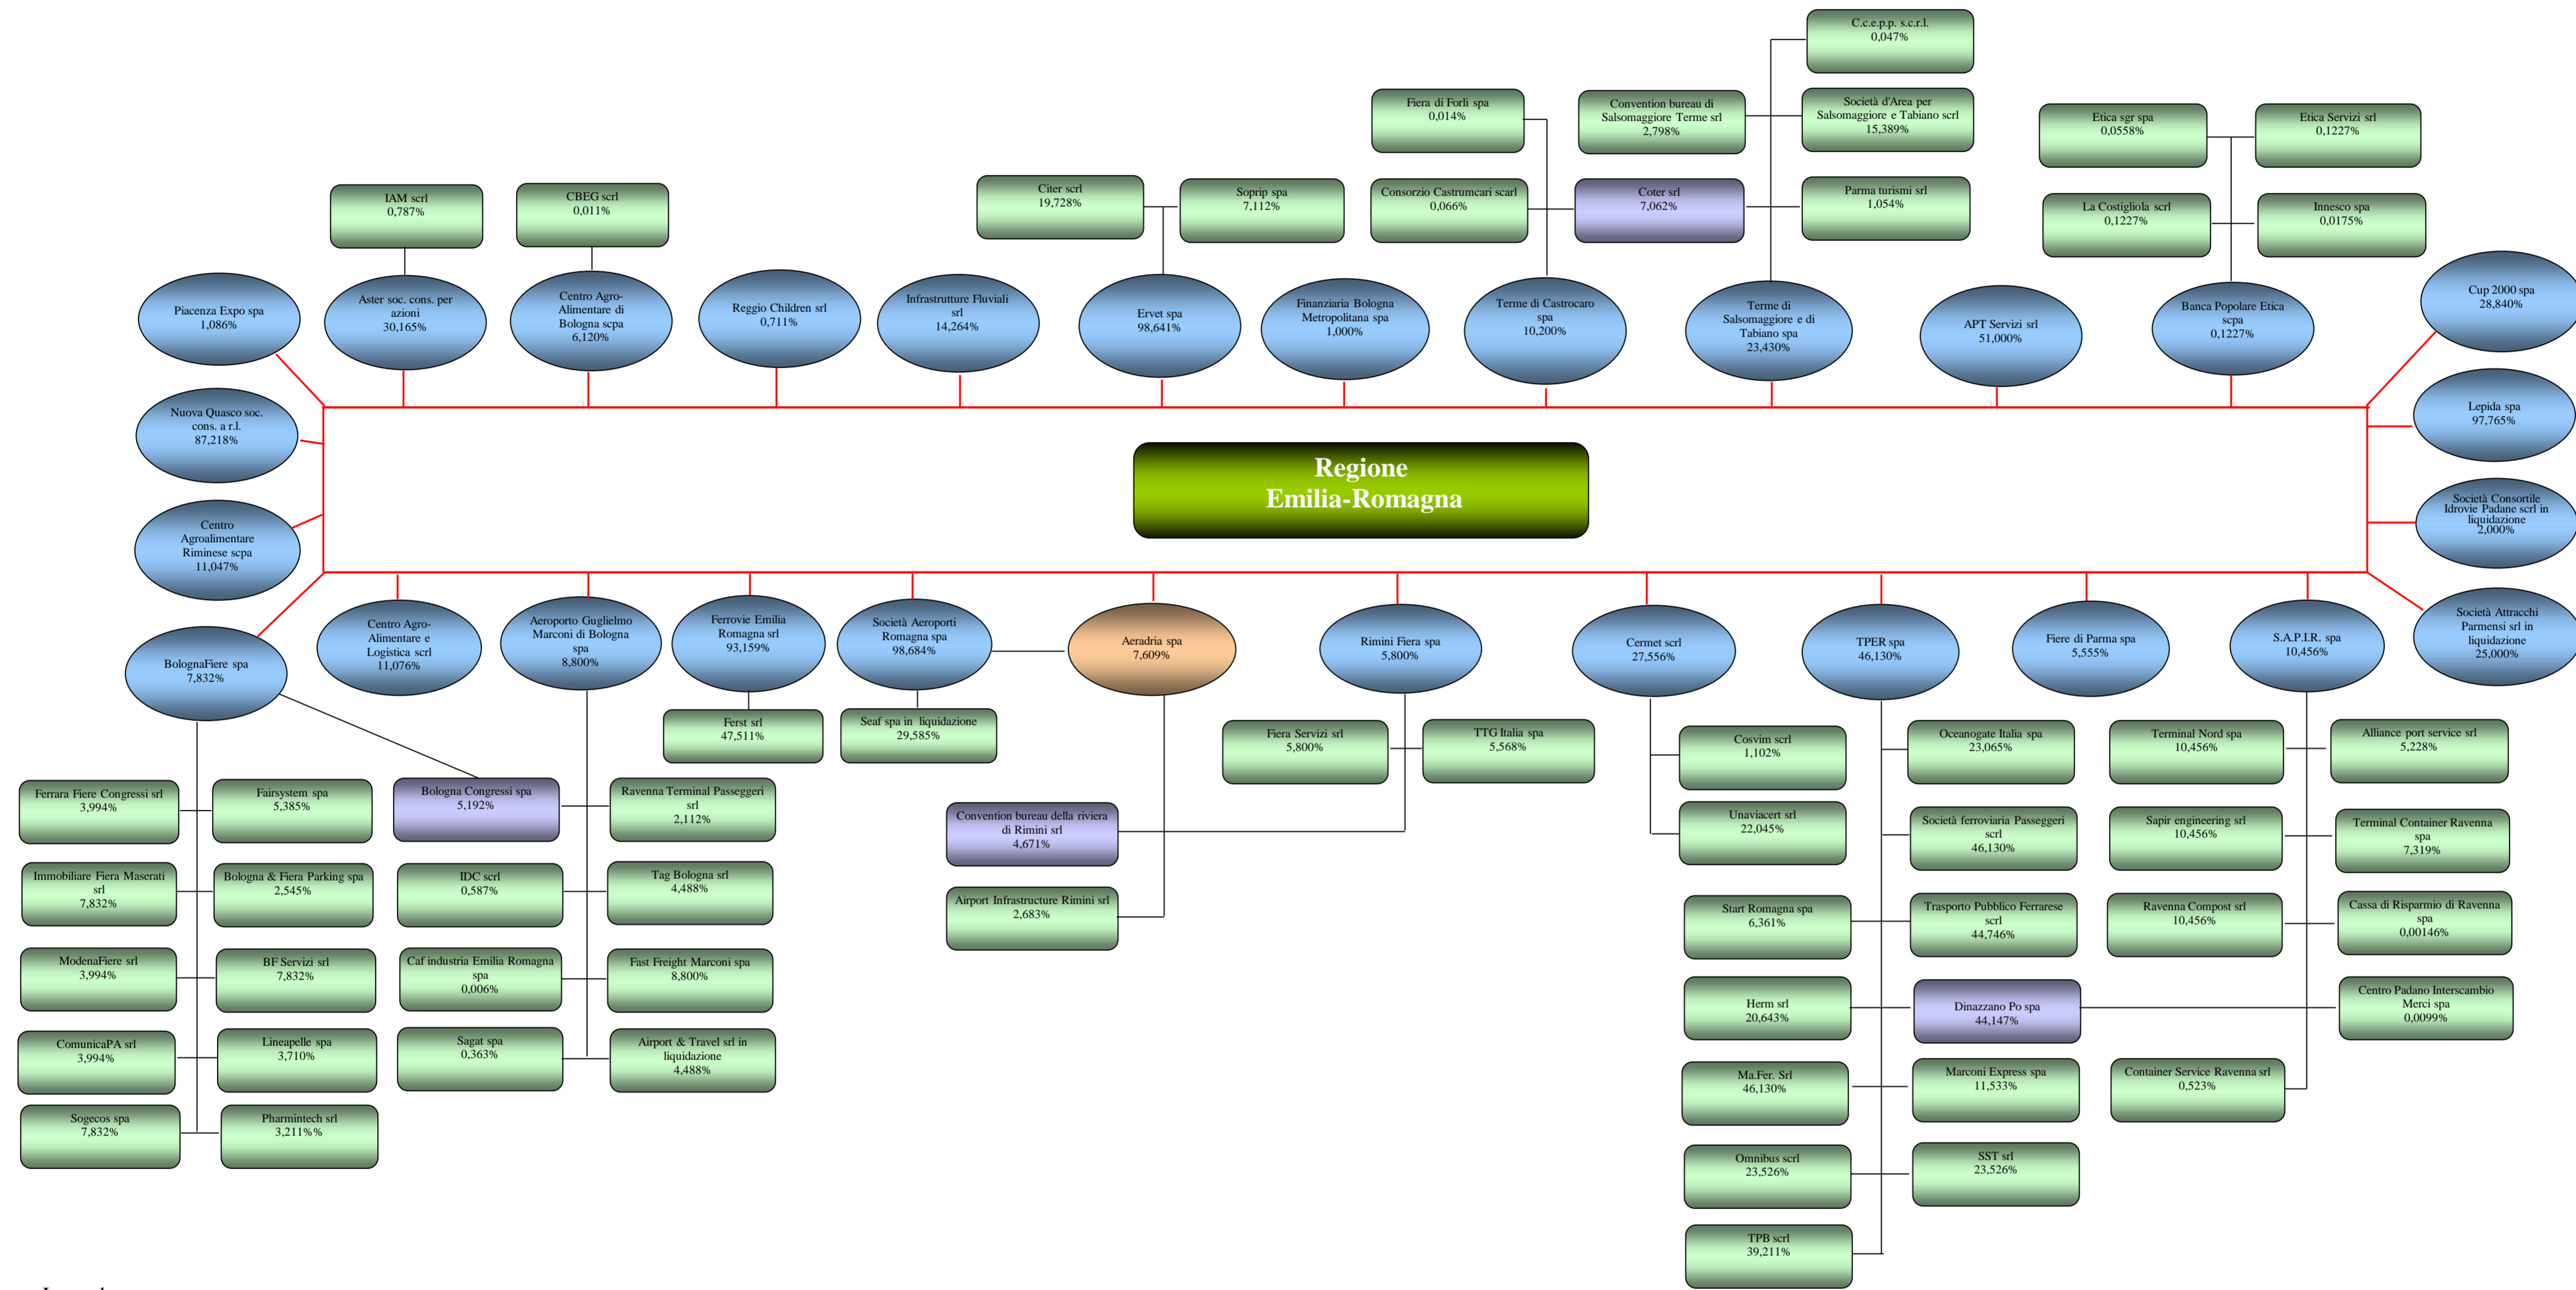 C.c.e.p.p. s.c.r.l.
0,047%
Fiera di Forlì spa
0,014%
Convention bureau di
Salsomaggiore Terme srl
2,798%
Società d'Area per
Salsomaggiore e Tabiano scrl
15,389%
Etica sgr spa
0,0558%
Etica Servizi srl
0,1227%
IAM scrl
0,787%
CBEG scrl
0,011%
Citer scrl
19,728%
Soprip spa
7,112%
Consorzio Castrumcari scarl
0,066%
Coter srl
7,062%
Parma turismi srl
1,054%
La Costigliola scrl
0,1227%
Innesco spa
0,0175%
Piacenza Expo spa
1,086%
Aster soc. cons. per
azioni
30,165%
Centro Agro-
Alimentare di
Bologna scpa
6,120%
Reggio Children srl
0,711%
Infrastrutture Fluviali
srl
14,264%
Ervet spa
98,641%
Finanziaria Bologna
Metropolitana spa
1,000%
Terme di Castrocaro
spa
10,200%
Terme di
Salsomaggiore e di
Tabiano spa
23,430%
APT Servizi srl
51,000%
Banca Popolare Etica
scpa
0,1227%
Cup 2000 spa
28,840%
Nuova Quasco soc.
cons. a r.l.
87,218%
Lepida spa
97,765%
Regione
Emilia-Romagna
Centro
Agroalimentare
Riminese scpa
11,047%
Società Consortile
Idrovie Padane scrl in
liquidazione
2,000%
BolognaFiere spa
7,832%
Centro Agro-
Alimentare e
Logistica scrl
11,076%
Aeroporto Guglielmo
Marconi di Bologna
spa
8,800%
Ferrovie Emilia
Romagna srl
93,159%
Società Aeroporti
Romagna spa
98,684%
Aeradria spa
7,609%
Rimini Fiera spa
5,800%
Cermet scrl
27,556%
TPER spa
46,130%
Fiere di Parma spa
5,555%
S.A.P.I.R. spa
10,456%
Società Attracchi
Parmensi srl in
liquidazione
25,000%
Ferst srl
47,511%
Seaf spa in liquidazione
29,585%
Fiera Servizi srl
5,800%
TTG Italia spa
5,568%
Cosvim scrl
1,102%
Oceanogate Italia spa
23,065%
Terminal Nord spa
10,456%
Alliance port service srl
5,228%
Ferrara Fiere Congressi srl
3,994%
Fairsystem spa
5,385%
Bologna Congressi spa
5,192%
Ravenna Terminal Passeggeri
srl
2,112%
Convention bureau della riviera
di Rimini srl
4,671%
Unaviacert srl
22,045%
Società ferroviaria Passeggeri
scrl
46,130%
Sapir engineering srl
10,456%
Terminal Container Ravenna
spa
7,319%
Immobiliare Fiera Maserati
srl
7,832%
Bologna & Fiera Parking spa
2,545%
IDC scrl
0,587%
Tag Bologna srl
4,488%
Airport Infrastructure Rimini srl
2,683%
Start Romagna spa
6,361%
Trasporto Pubblico Ferrarese
scrl
44,746%
Ravenna Compost srl
10,456%
Cassa di Risparmio di Ravenna
spa
0,00146%
ModenaFiere srl
3,994%
BF Servizi srl
7,832%
Caf industria Emilia Romagna
spa
0,006%
Fast Freight Marconi spa
8,800%
Herm srl
20,643%
Dinazzano Po spa
44,147%
Centro Padano Interscambio
Merci spa
0,0099%
ComunicaPA srl
3,994%
Lineapelle spa
3,710%
Sagat spa
0,363%
Airport & Travel srl in
liquidazione
4,488%
Ma.Fer. Srl
46,130%
Marconi Express spa
11,533%
Container Service Ravenna srl
0,523%
Sogecos spa
7,832%
Pharmintech srl
3,211%%
Omnibus scrl
23,526%
SST srl
23,526%
TPB scrl
39,211%